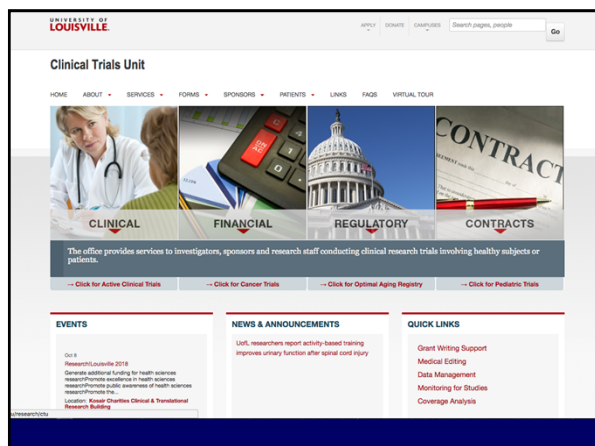 UNIVERSITY OF
LOUISVILLE.
APPLY DONATE CAMPUSES Search pages, people Go
Clinical Trials Unit
HOME ABOUT SERVICES FORMS SPONSORS PATIENTS LINKS FAQS VIRTUAL TOUR
ON
AC
CONTRACT
CLINICAL FINANCIAL REGULATORY CONTRACTS
The office provides services to investigators, sponsors and research staff conducting clinical research trials involving healthy subjects or
patients.
→ Click for Active Clinical Trials → Click for Cancer Trials → Click for Optimal Aging Registry → Click for Pediatric Trials
EVENTS
Oct 8
Research!Louisville 2018
Generate additional funding for health sciences
researchPromote excellence in health sciences
researchPromote public awareness of health sciences
researchPromote the...
Location: Kosair Charities Clinical & Translational
Research Building
NEWS & ANNOUNCEMENTS
UofL researchers report activity-based training
improves urinary function after spinal cord injury
QUICK LINKS
Grant Writing Support
Medical Editing
Data Management
Monitoring for Studies
Coverage Analysis
u/research/ctu